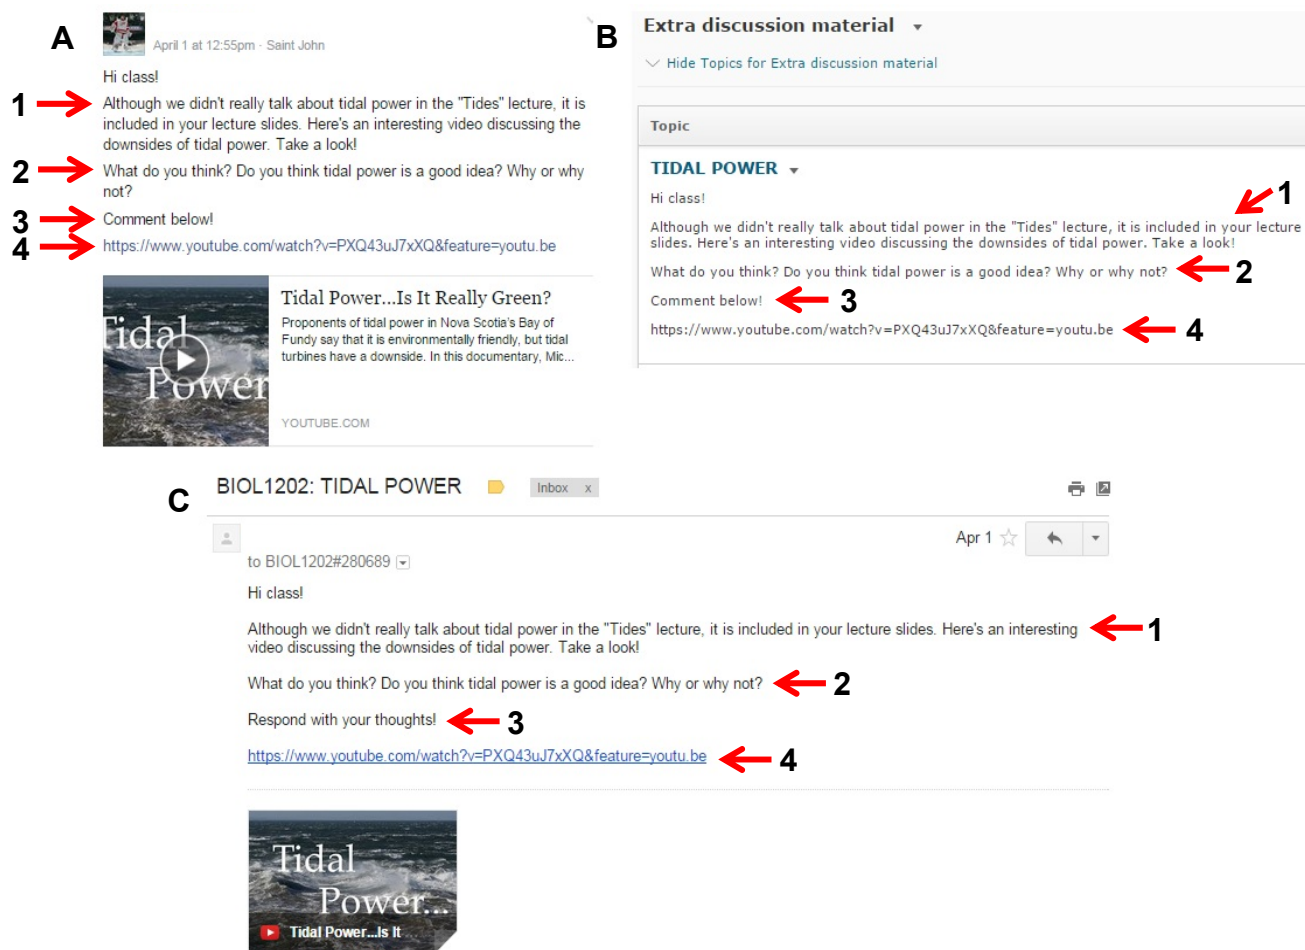 A
April 1 at 12:55pm · Saint John
Hi class!
1
Although we didn't really talk about tidal power in the "Tides" lecture, it is
included in your lecture slides. Here's an interesting video discussing the
downsides of tidal power. Take a look!
2
What do you think? Do you think tidal power is a good idea? Why or why
not?
3
Comment below!
4
https://www.youtube.com/watch?v=PXQ43uJ7xXQ&feature=youtu.be
Tidal
Power
Tidal Power...Is It Really Green?
Proponents of tidal power in Nova Scotia's Bay of
Fundy say that it is environmentally friendly, but tidal
turbines have a downside. In this documentary, Mic...
YOUTUBE.COM
B
Extra discussion material
Hide Topics for Extra discussion material
Topic
TIDAL POWER
Hi class!
1
Although we didn't really talk about tidal power in the "Tides" lecture, it is included in your lecture
slides. Here's an interesting video discussing the downsides of tidal power. Take a look!
What do you think? Do you think tidal power is a good idea? Why or why not?
2
Comment below!
3
https://www.youtube.com/watch?v=PXQ43uJ7xXQ&feature=youtu.be
4
C
BIOL1202: TIDAL POWER
Inbox x
Apr 1
to BIOL1202#280689
Hi class!
Although we didn't really talk about tidal power in the "Tides" lecture, it is included in your lecture slides. Here's an interesting
video discussing the downsides of tidal power. Take a look!
1
What do you think? Do you think tidal power is a good idea? Why or why not?
2
Respond with your thoughts!
3
https://www.youtube.com/watch?v=PXQ43uJ7xXQ&feature=youtu.be
4
Tidal
Power...
Tidal Power...Is It